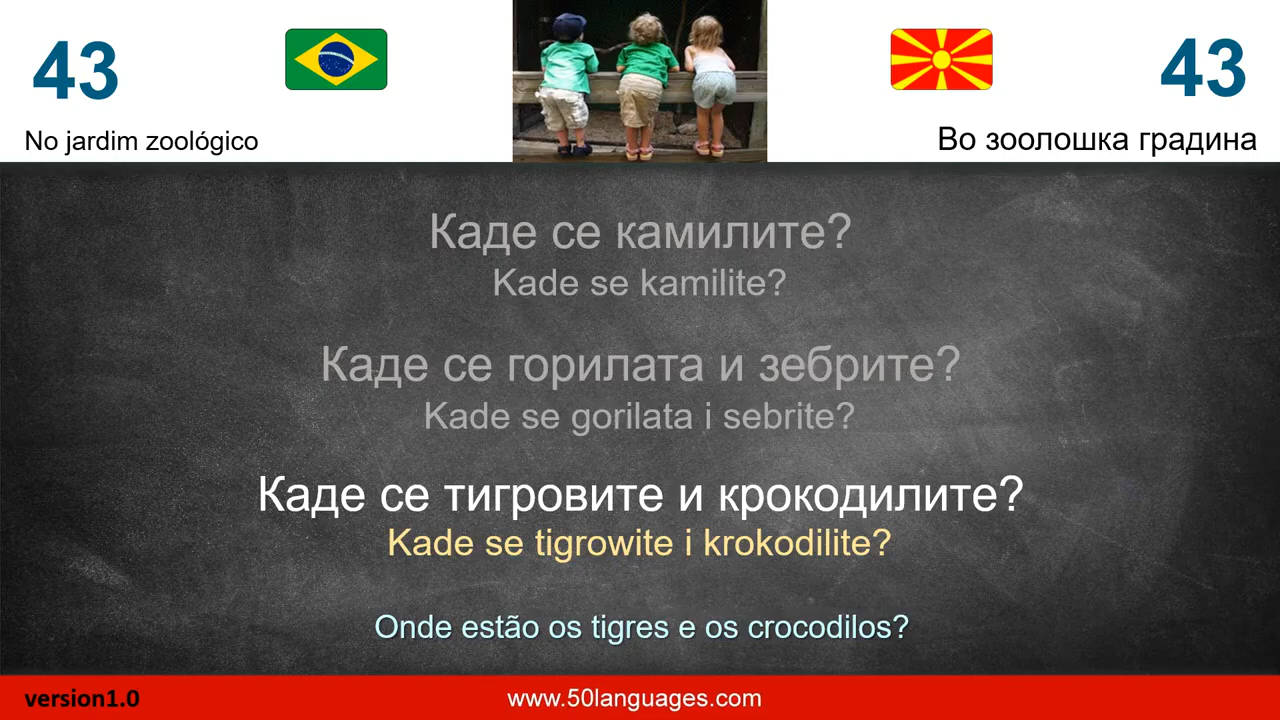 43
43
No jardim zoológico
Во зоолошка градина
Каде се камилите?
Kade se kamilite?
Каде се горилата и зебрите?
Kade se gorilata i sebrite?
Каде се тигровите и крокодилите?
Kade se tigrowite i krokodilite?
Onde estão os tigres e os crocodilos?
version1.0
www.50languages.com